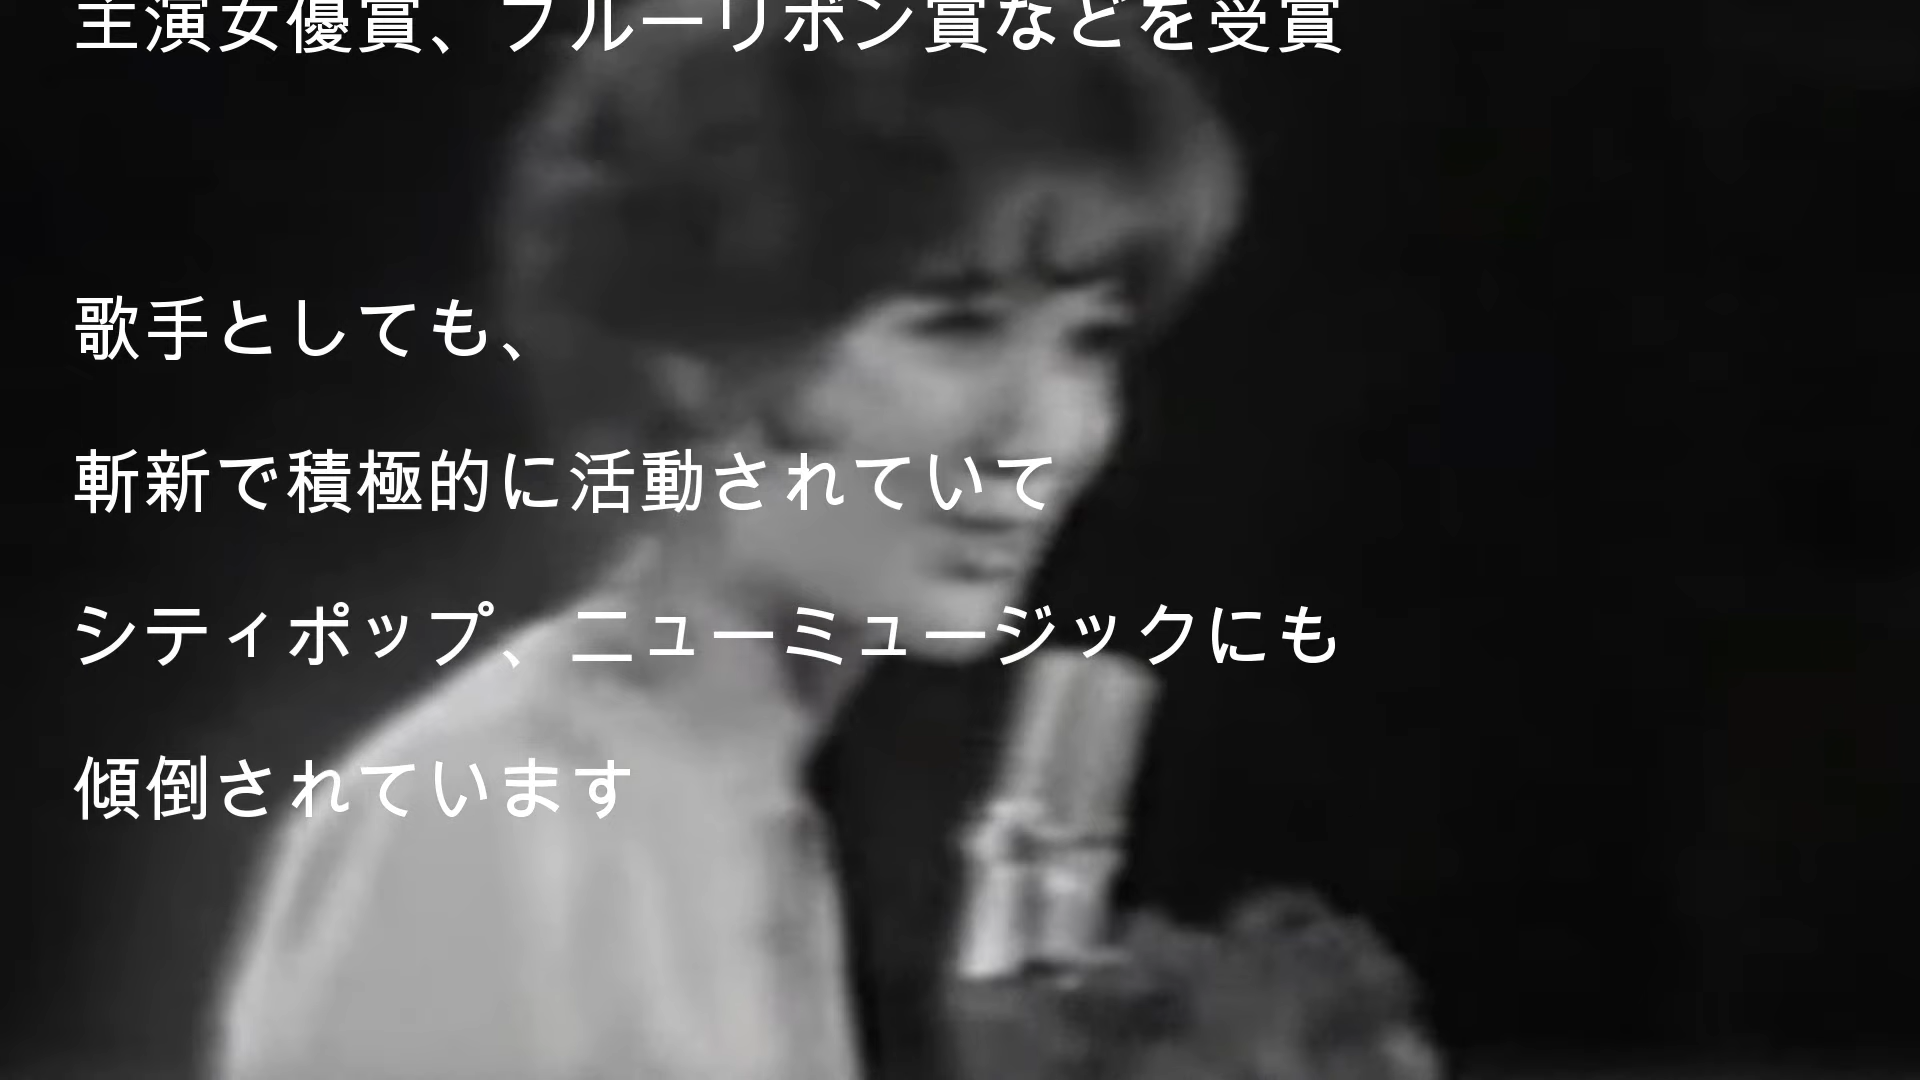 主演女優賞、ブルーリボン賞などを受賞
歌手としても、
斬新で積極的に活動されていて
シティポップ、ニューミュージックにも
傾倒されています